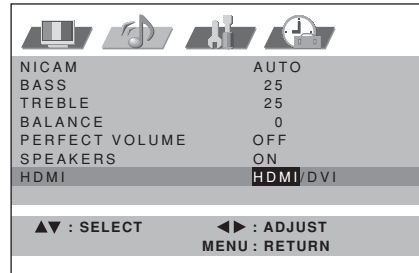 NICAM AUTO
BASS 25
TREBLE 25
BALANCE 0
PERFECT VOLUME OFF
SPEAKERS ON
HDMI HDMI/DVI
▲▼ : SELECT ◀▶ : ADJUST
MENU : RETURN